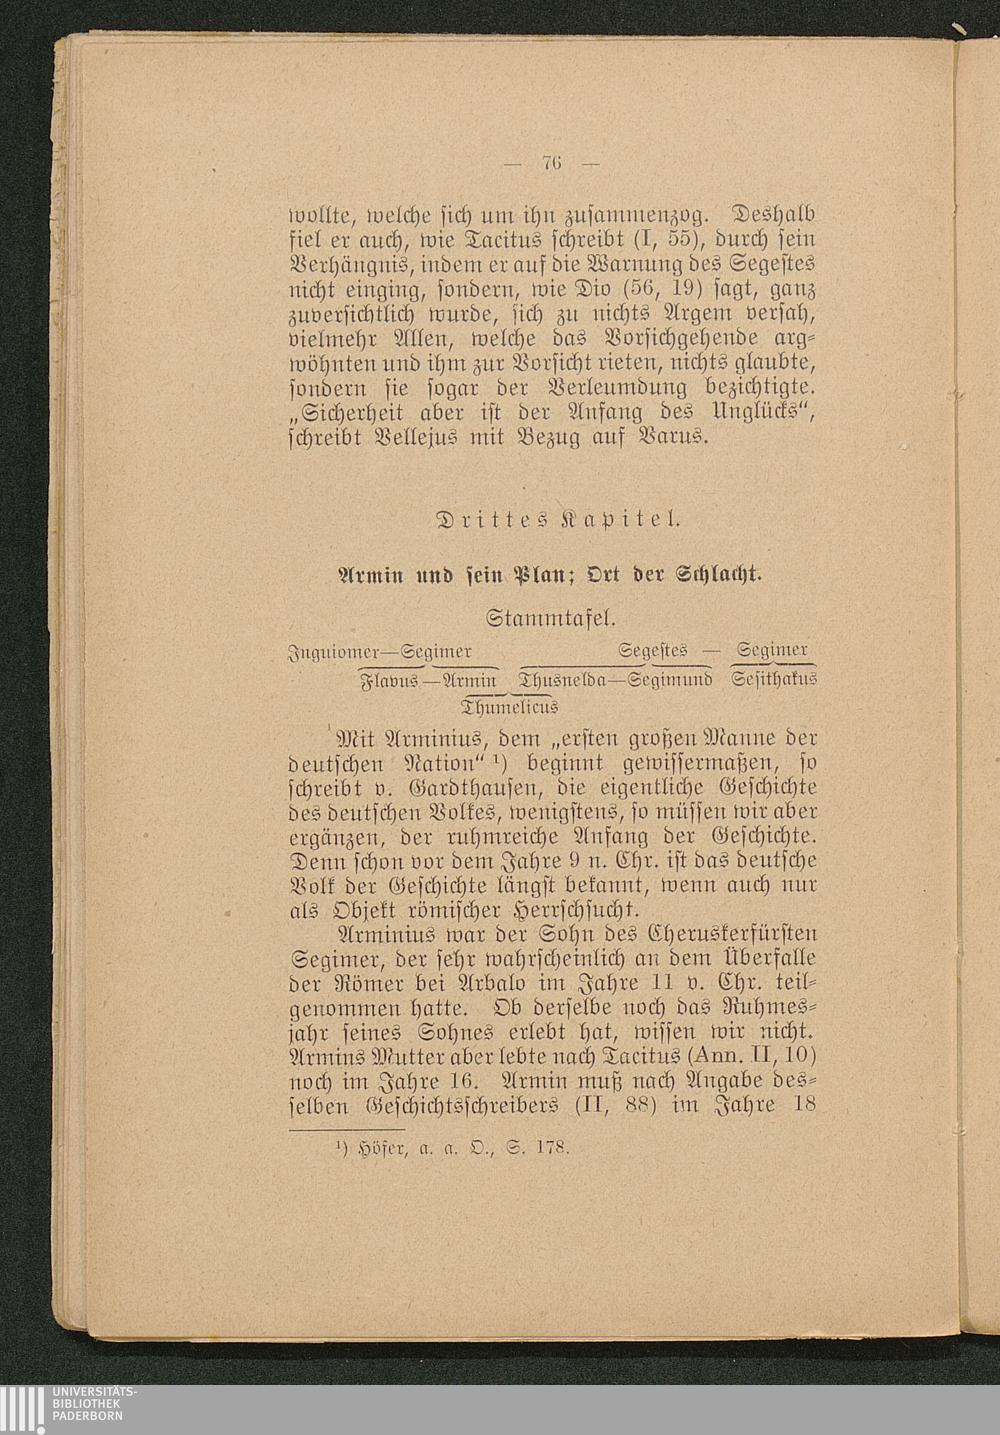 — 76 —
wollte, welche sich um ihn zusammenzog. Deshalb
fiel er auch, wie Tacitus schreibt (I, 55), durch sein
Verhängnis, indem er auf die Warnung des Segestes
nicht einging, sondern, wie Dio (56, 19) sagt, ganz
zuversichtlich wurde, sich zu nichts Argem versah,
vielmehr Allen, welche das Vorsichgehende arg-
wöhnten und ihm zur Vorsicht rieten, nichts glaubte,
sondern sie sogar der Verleumdung bezichtigte.
„Sicherheit aber ist der Anfang des Unglücks“,
schreibt Vellejus mit Bezug auf Varus.
Drittes Kapitel.
Armin und sein Plan; Ort der Schlacht.
Stammtafel.
Inguiomer—Segimer Segestes — Segimer
Flavus—Armin Thusnelda—Segimund Sesithakus
Thumelicus
Mit Arminius, dem „ersten großen Manne der
deutschen Nation“ ¹) beginnt gewissermaßen, so
schreibt v. Gardthausen, die eigentliche Geschichte
des deutschen Volkes, wenigstens, so müssen wir aber
ergänzen, der ruhmreiche Anfang der Geschichte.
Denn schon vor dem Jahre 9 n. Chr. ist das deutsche
Volk der Geschichte längst bekannt, wenn auch nur
als Objekt römischer Herrschsucht.
Arminius war der Sohn des Cheruskerfürsten
Segimer, der sehr wahrscheinlich an dem Überfalle
der Römer bei Arbalo im Jahre 11 v. Chr. teil-
genommen hatte. Ob derselbe noch das Ruhmes-
jahr seines Sohnes erlebt hat, wissen wir nicht.
Armins Mutter aber lebte nach Tacitus (Ann. II, 10)
noch im Jahre 16. Armin muß nach Angabe des-
selben Geschichtsschreibers (II, 88) im Jahre 18
¹) Höfer, a. a. O., S. 178.
UNIVERSITÄTS-
BIBLIOTHEK
PADERBORN